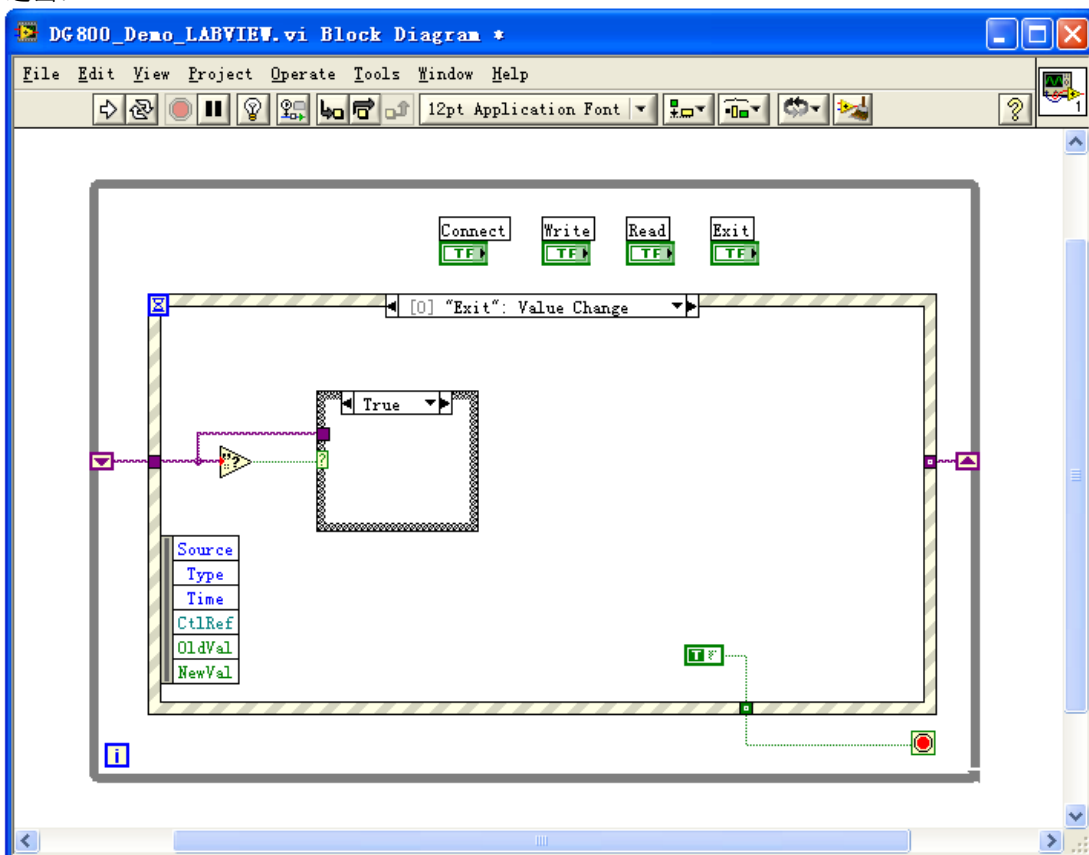 DG800_Demo_LABVIEW.vi Block Diagram *
File Edit View Project Operate Tools Window Help
12pt Application Font
?
1
Connect Write Read Exit
TF TF TF TF
[0] "Exit": Value Change
True
?
?
Source
Type
Time
CtlRef
OldVal
NewVal
T
i